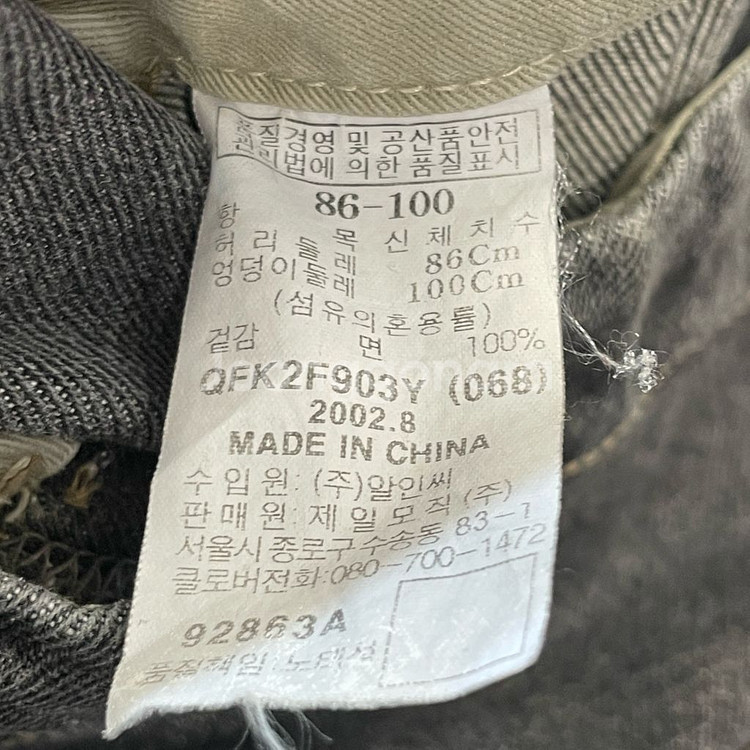 품질경영 및 공산품안전
관리법에 의한 품질표시
86-100
항 목 신체치수
허리둘레 86Cm
엉덩이둘레 100Cm
(섬유의혼용률)
겉감 면 100%
QFK2F903Y (068)
2002.8
MADE IN CHINA
수입원: (주)알인씨
판매원: 제일모직(주)
서울시 종로구 수송동 83-1
클로버전화:080-700-1472
92863A
품질책임: